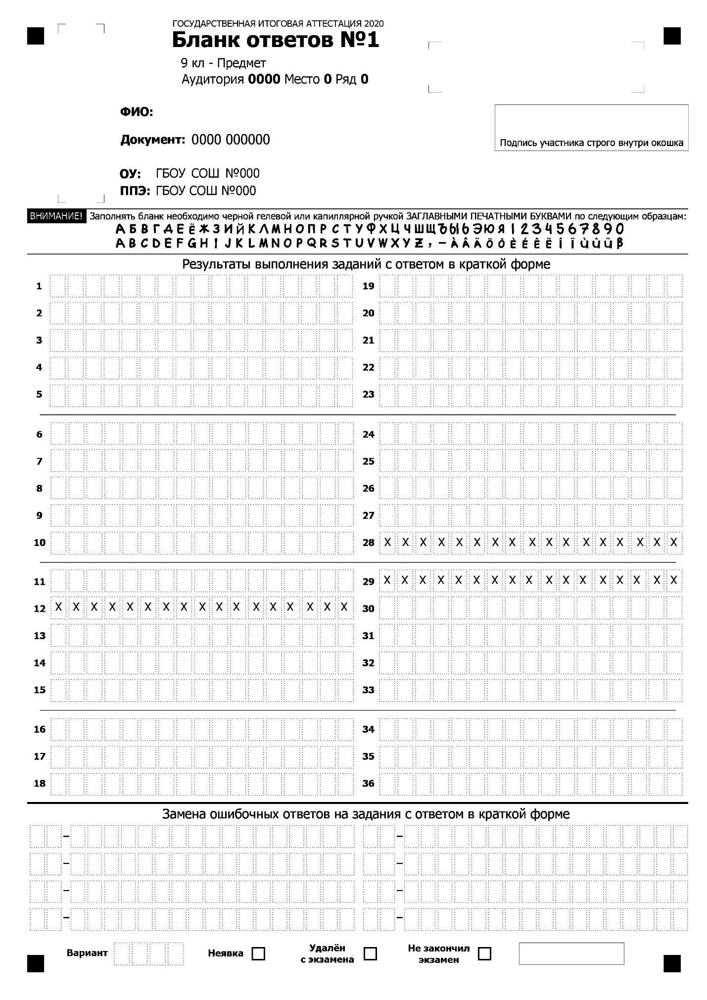 ГОСУДАРСТВЕННАЯ ИТОГОВАЯ АТТЕСТАЦИЯ 2020
Бланк ответов №1
9 кл - Предмет
Аудитория 0000 Место 0 Ряд 0
ФИО:
Документ: 0000 000000
Подпись участника строго внутри окошка
ОУ: ГБОУ СОШ №000
ППЭ: ГБОУ СОШ №000
ВНИМАНИЕ! Заполнять бланк необходимо черной гелевой или капиллярной ручкой ЗАГЛАВНЫМИ ПЕЧАТНЫМИ БУКВАМИ по следующим образцам:
А Б В Г Д Е Ё Ж З И Й К Л М Н О П Р С Т У Ф Х Ц Ч Ш Щ Ъ Ы Ь Э Ю Я 1 2 3 4 5 6 7 8 9 0
A B C D E F G H I J K L M N O P Q R S T U V W X Y Z , – À Â Ä Ö Ô È É Ê Ë Î Ï Ù Û Ü β
Результаты выполнения заданий с ответом в краткой форме
1 19
2 20
3 21
4 22
5 23
6 24
7 25
8 26
9 27
10 28 X X X X X X X X X X X X X X X X X
11 29 X X X X X X X X X X X X X X X X X
12 X X X X X X X X X X X X X X X X X 30
13 31
14 32
15 33
16 34
17 35
18 36
Замена ошибочных ответов на задания с ответом в краткой форме
– –
– –
– –
– –
Вариант Неявка Удалён с экзамена Не закончил экзамен